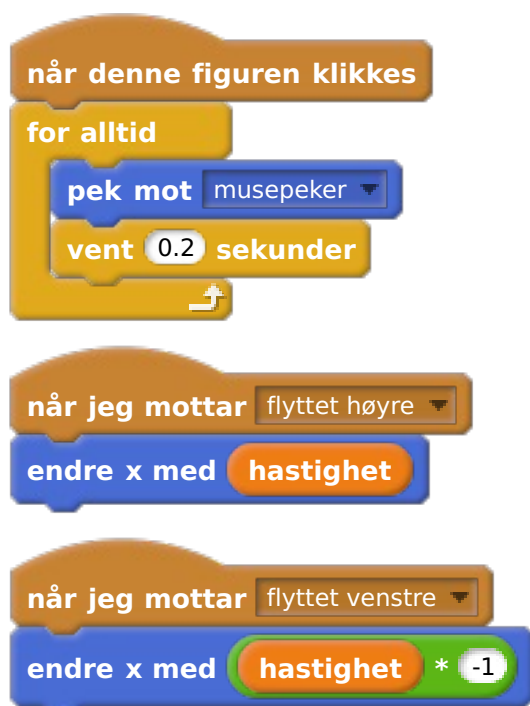 når denne figuren klikkes
for alltid
pek mot musepeker
vent 0.2 sekunder
når jeg mottar flyttet høyre
endre x med hastighet
når jeg mottar flyttet venstre
endre x med hastighet * -1